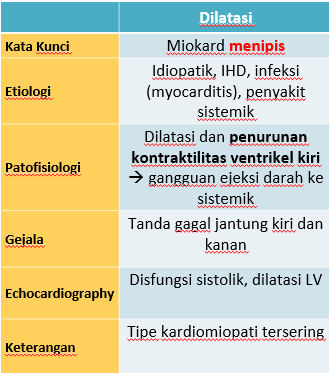 Dilatasi
Kata Kunci
Miokard menipis
Etiologi
Idiopatik, IHD, infeksi
(myocarditis), penyakit
sistemik
Patofisiologi
Dilatasi dan penurunan
kontraktilitas ventrikel kiri
→ gangguan ejeksi darah ke
sistemik
Gejala
Tanda gagal jantung kiri dan
kanan
Echocardiography
Disfungsi sistolik, dilatasi LV
Keterangan
Tipe kardiomiopati tersering